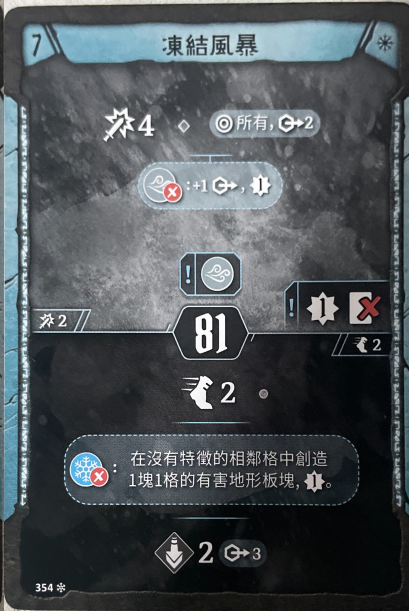 7 凍結風暴
4 所有, 2
:+1 , 1
!
! 1
2
81
2
2
: 在沒有特徵的相鄰格中創造
1塊1格的有害地形板塊, 1。
2 3
354